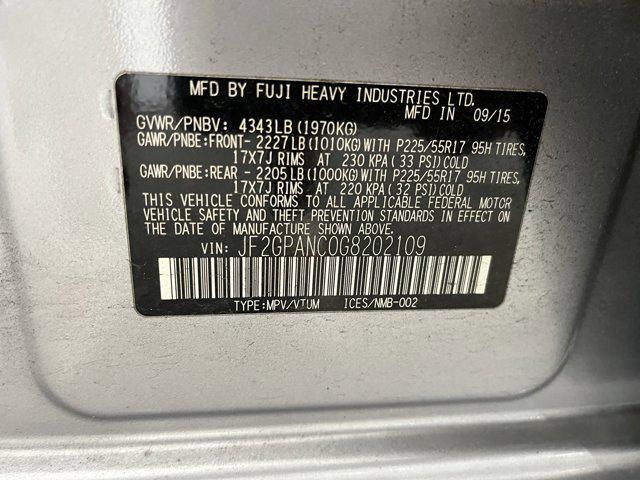 MFD BY FUJI HEAVY INDUSTRIES LTD.
MFD IN 09/15
GVWR/PNBV: 4343LB(1970KG)
GAWR/PNBE:FRONT- 2227LB(1010KG)WITH P225/55R17 95H TIRES,
17X7J RIMS AT 230 KPA(33 PSI)COLD
GAWR/PNBE:REAR - 2205LB(1000KG)WITH P225/55R17 95H TIRES,
17X7J RIMS AT 220 KPA(32 PSI)COLD
THIS VEHICLE CONFORMS TO ALL APPLICABLE FEDERAL MOTOR
VEHICLE SAFETY AND THEFT PREVENTION STANDARDS IN EFFECT ON
THE DATE OF MANUFACTURE SHOWN ABOVE.
VIN: JF2GPANC0G8202109
TYPE:MPV/VTUM ICES/NMB-002